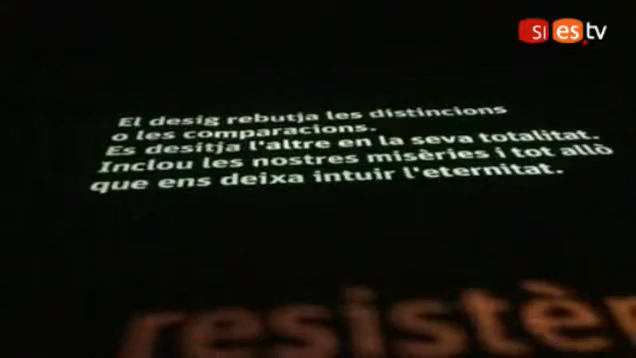 SI es.tv
El desig rebutja les distincions
o les comparacions.
Es desitja l'altre en la seva totalitat.
Inclou les nostres misèries i tot allò
que ens deixa intuir l'eternitat.
resistèn